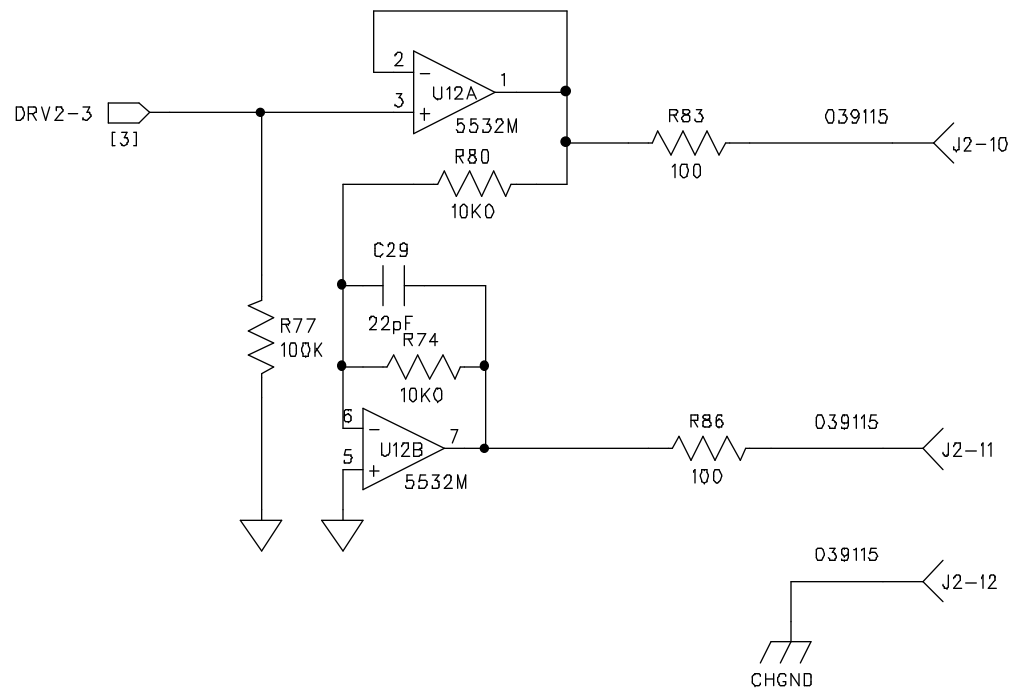 2
1
U12A
DRV2-3
3
[3]
5532M
R83
039115
J2-10
100
R80
10K0
C29
22pF
R77
100K
R74
10K0
6
7
U12B
5
5532M
R86
039115
J2-11
100
039115
J2-12
CHGND